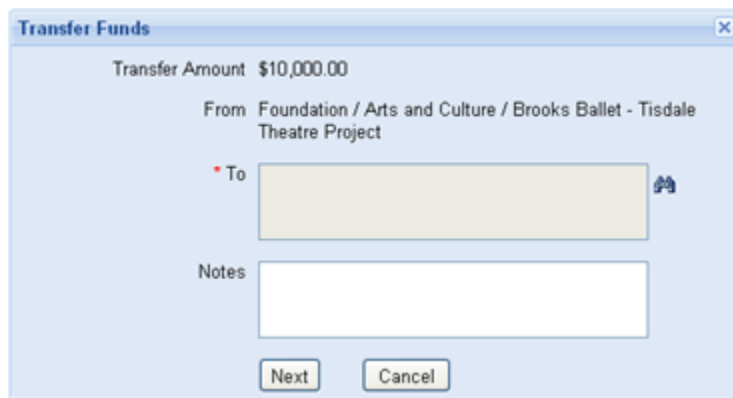 Transfer Funds
Transfer Amount $10,000.00
From Foundation / Arts and Culture / Brooks Ballet - Tisdale
Theatre Project
* To
Notes
Next Cancel